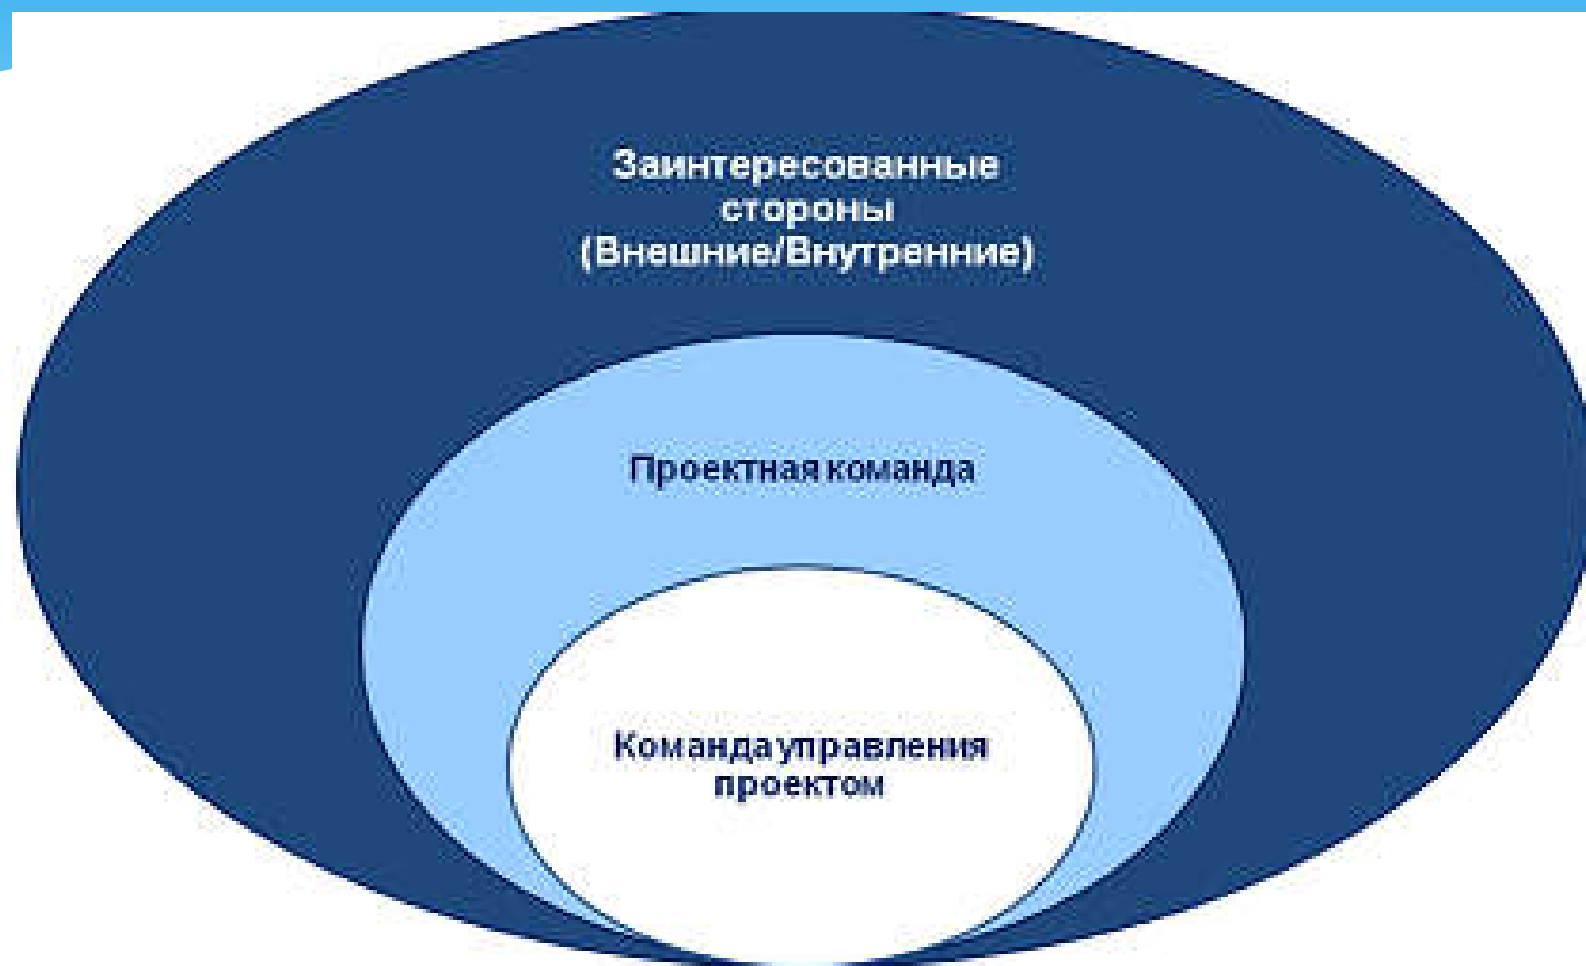 Заинтересованные
стороны
(Внешние/Внутренние)
Проектная команда
Команда управления
проектом